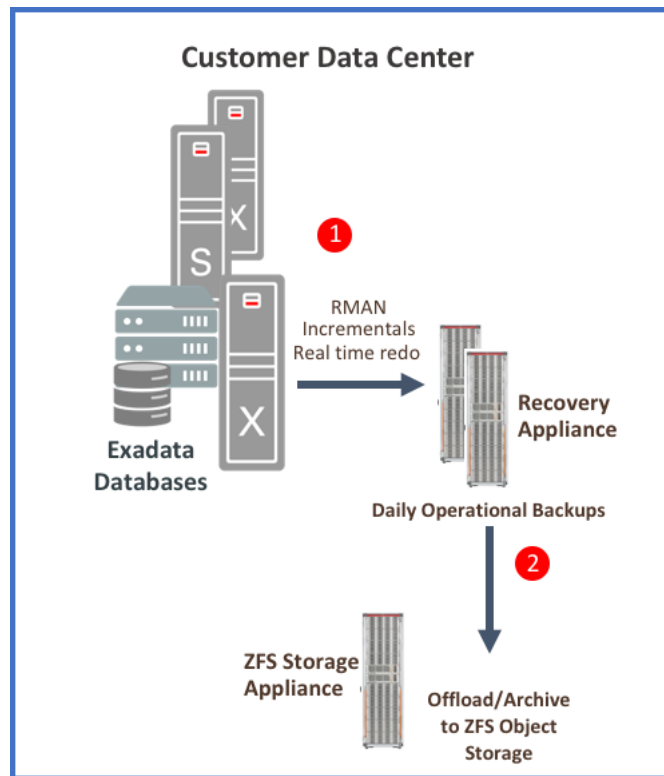 Customer Data Center
X
S
X
1
RMAN
Incrementals
Real time redo
Exadata
Databases
Recovery
Appliance
Daily Operational Backups
2
ZFS Storage
Appliance
Offload/Archive
to ZFS Object
Storage